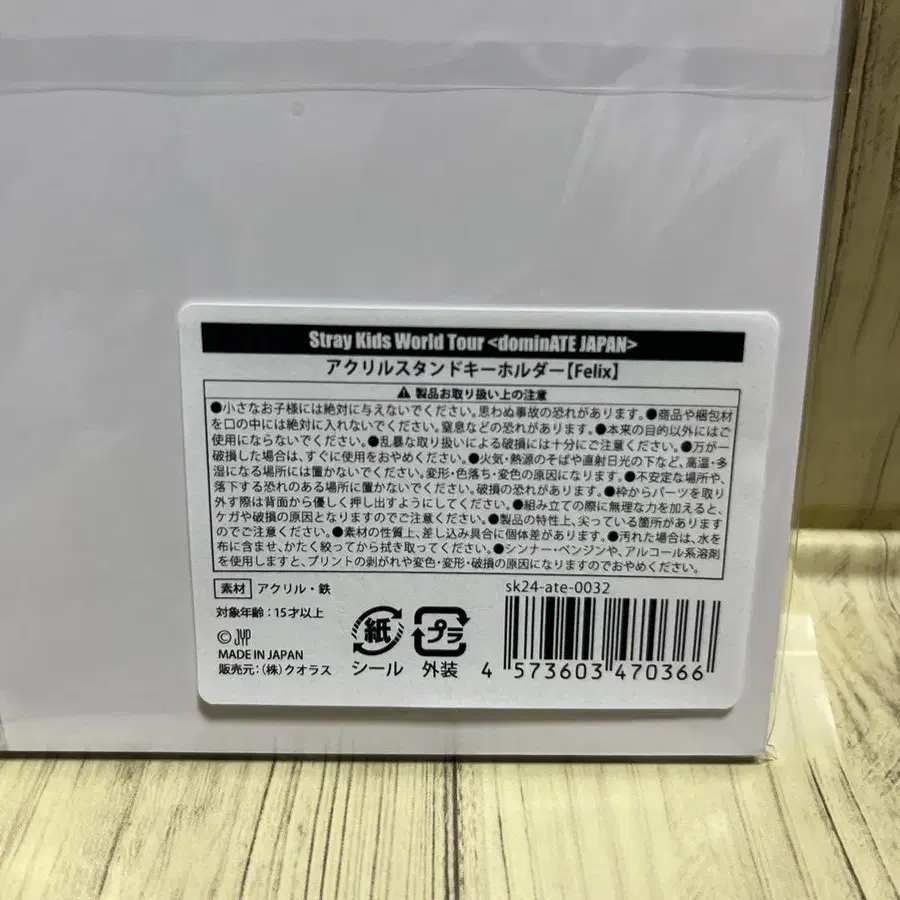 Stray Kids World Tour <dominATE JAPAN>
アクリルスタンドキーホルダー【Felix】
⚠ 製品お取り扱い上の注意
●小さなお子様には絶対に与えないでください。思わぬ事故の恐れがあります。●商品や梱包材
を口の中には絶対に入れないでください。窒息などの恐れがあります。●本来の目的以外にはご
使用にならないでください。●乱暴な取り扱いによる破損には十分にご注意ください。●万が一
破損した場合は、すぐに使用をおやめください。●火気・熱源のそばや直射日光の下など、高温・多
湿になる場所には置かないでください。変形・色落ち・変色の原因になります。●不安定な場所や、
落下する恐れのある場所に置かないでください。破損の恐れがあります。●枠からパーツを取り
外す際は背面から優しく押し出すようにしてください。●組み立ての際に無理な力を加えると、
ケガや破損の原因となりますのでご注意ください。●製品の特性上、尖っている箇所があります
のでご注意ください。●素材の性質上、差し込み具合に個体差があります。●汚れた場合は、水を
布に含ませ、かたく絞ってから拭き取ってください。●シンナー・ベンジンや、アルコール系溶剤
を使用しますと、プリントの剥がれや変色・変形・破損の原因になりますのでおやめください。
素材 アクリル・鉄
sk24-ate-0032
対象年齢：15才以上
紙 プラ
© JYP
MADE IN JAPAN
販売元：（株）クオラス
シール 外装
4 573603 470366